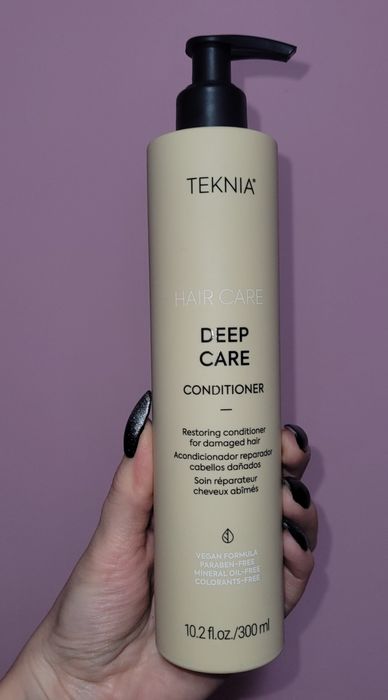 TEKNIA®
HAIR CARE
DEEP
CARE
CONDITIONER
Restoring conditioner
for damaged hair
Acondicionador reparador
cabellos dañados
Soin réparateur
cheveux abîmés
VEGAN FORMULA
PARABEN-FREE
MINERAL OIL-FREE
COLORANTS-FREE
10.2 fl.oz./300 ml